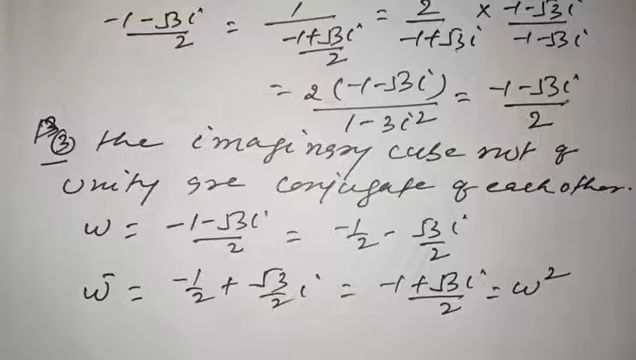 (-1-√3i)/2 = 1/((-1+√3i)/2) = 2/(-1+√3i) × (-1-√3i)/(-1-√3i)
= 2(-1-√3i)/(1-3i²) = (-1-√3i)/2
③ the imaginary cube root of
unity are conjugate of each other.
ω = (-1-√3i)/2 = -1/2 - √3i/2
ω̄ = -1/2 + √3/2 i = (-1+√3i)/2 = ω²